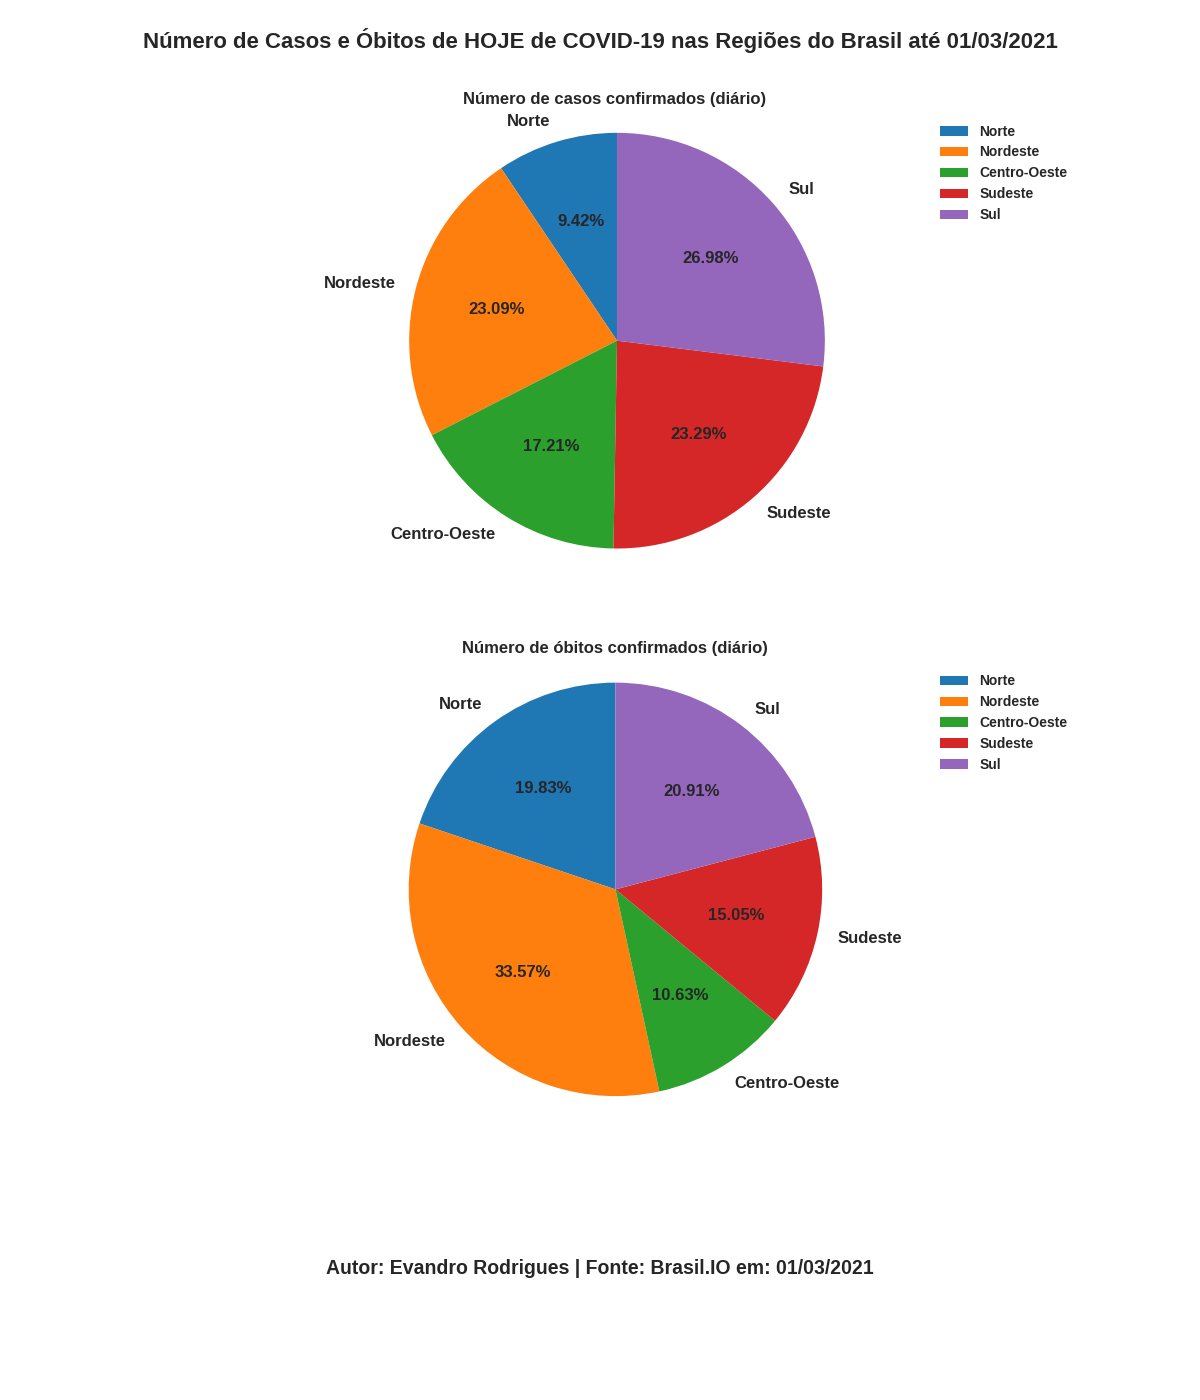 Número de Casos e Óbitos de HOJE de COVID-19 nas Regiões do Brasil até 01/03/2021
Número de casos confirmados (diário)
Norte
Sul
Nordeste
Sudeste
Centro-Oeste
9.42%
26.98%
23.09%
23.29%
17.21%
Norte
Nordeste
Centro-Oeste
Sudeste
Sul
Número de óbitos confirmados (diário)
Norte
Sul
Sudeste
Nordeste
Centro-Oeste
19.83%
20.91%
15.05%
33.57%
10.63%
Norte
Nordeste
Centro-Oeste
Sudeste
Sul
Autor: Evandro Rodrigues | Fonte: Brasil.IO em: 01/03/2021